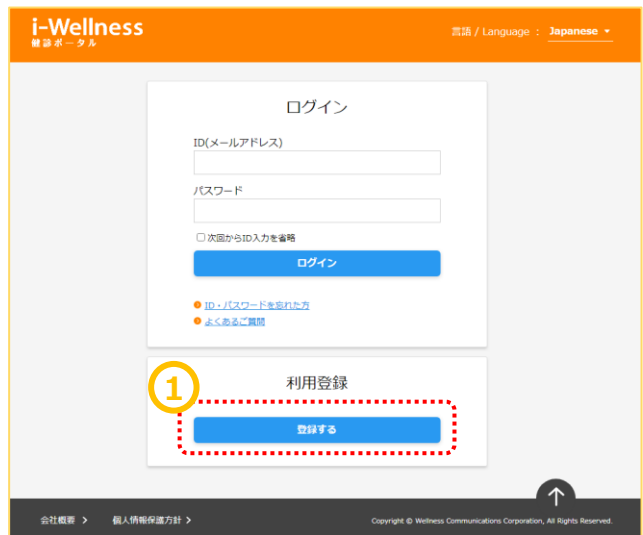 i-Wellness
健診ポータル
言語 / Language : Japanese
ログイン
ID(メールアドレス)
パスワード
次回からID入力を省略
ログイン
ID・パスワードを忘れた方
よくあるご質問
1
利用登録
登録する
会社概要 > 個人情報保護方針 >
Copyright © Wellness Communications Corporation, All Rights Reserved.